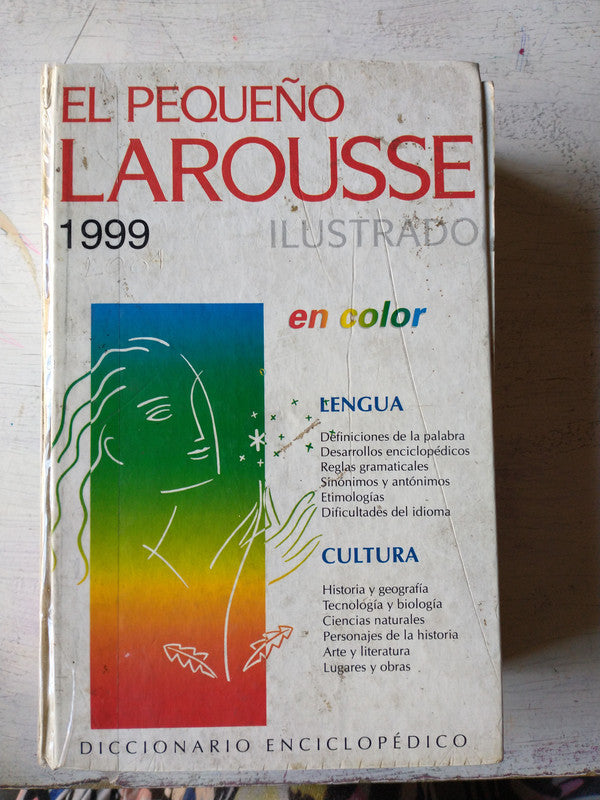 EL PEQUEÑO
LAROUSSE
1999 ILUSTRADO
en color
LENGUA
Definiciones de la palabra
Desarrollos enciclopédicos
Reglas gramaticales
Sinónimos y antónimos
Etimologías
Dificultades del idioma
CULTURA
Historia y geografía
Tecnología y biología
Ciencias naturales
Personajes de la historia
Arte y literatura
Lugares y obras
DICCIONARIO ENCICLOPÉDICO